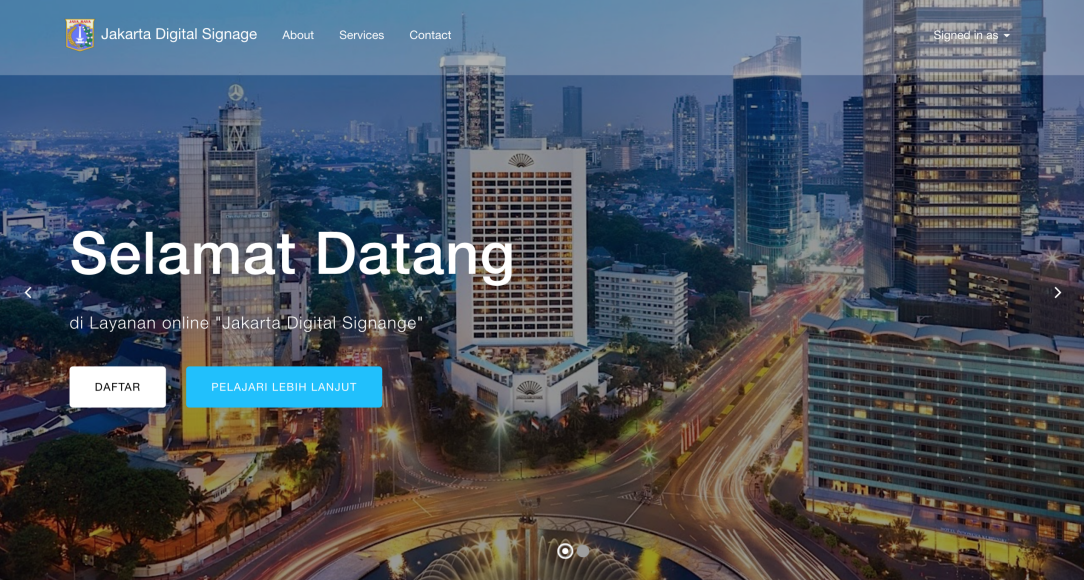 Jakarta Digital Signage
About
Services
Contact
Signed in as
Selamat Datang
di Layanan online "Jakarta Digital Signange"
DAFTAR
PELAJARI LEBIH LANJUT